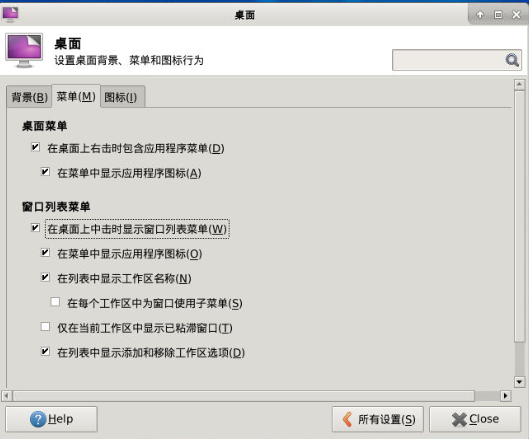 桌面
桌面
设置桌面背景、菜单和图标行为
背景(B) 菜单(M) 图标(I)
桌面菜单
在桌面上右击时包含应用程序菜单(D)
在菜单中显示应用程序图标(A)
窗口列表菜单
在桌面上中击时显示窗口列表菜单(W)
在菜单中显示应用程序图标(O)
在列表中显示工作区名称(N)
在每个工作区中为窗口使用子菜单(S)
仅在当前工作区中显示已粘滞窗口(T)
在列表中显示添加和移除工作区选项(D)
Help 所有设置(S) Close